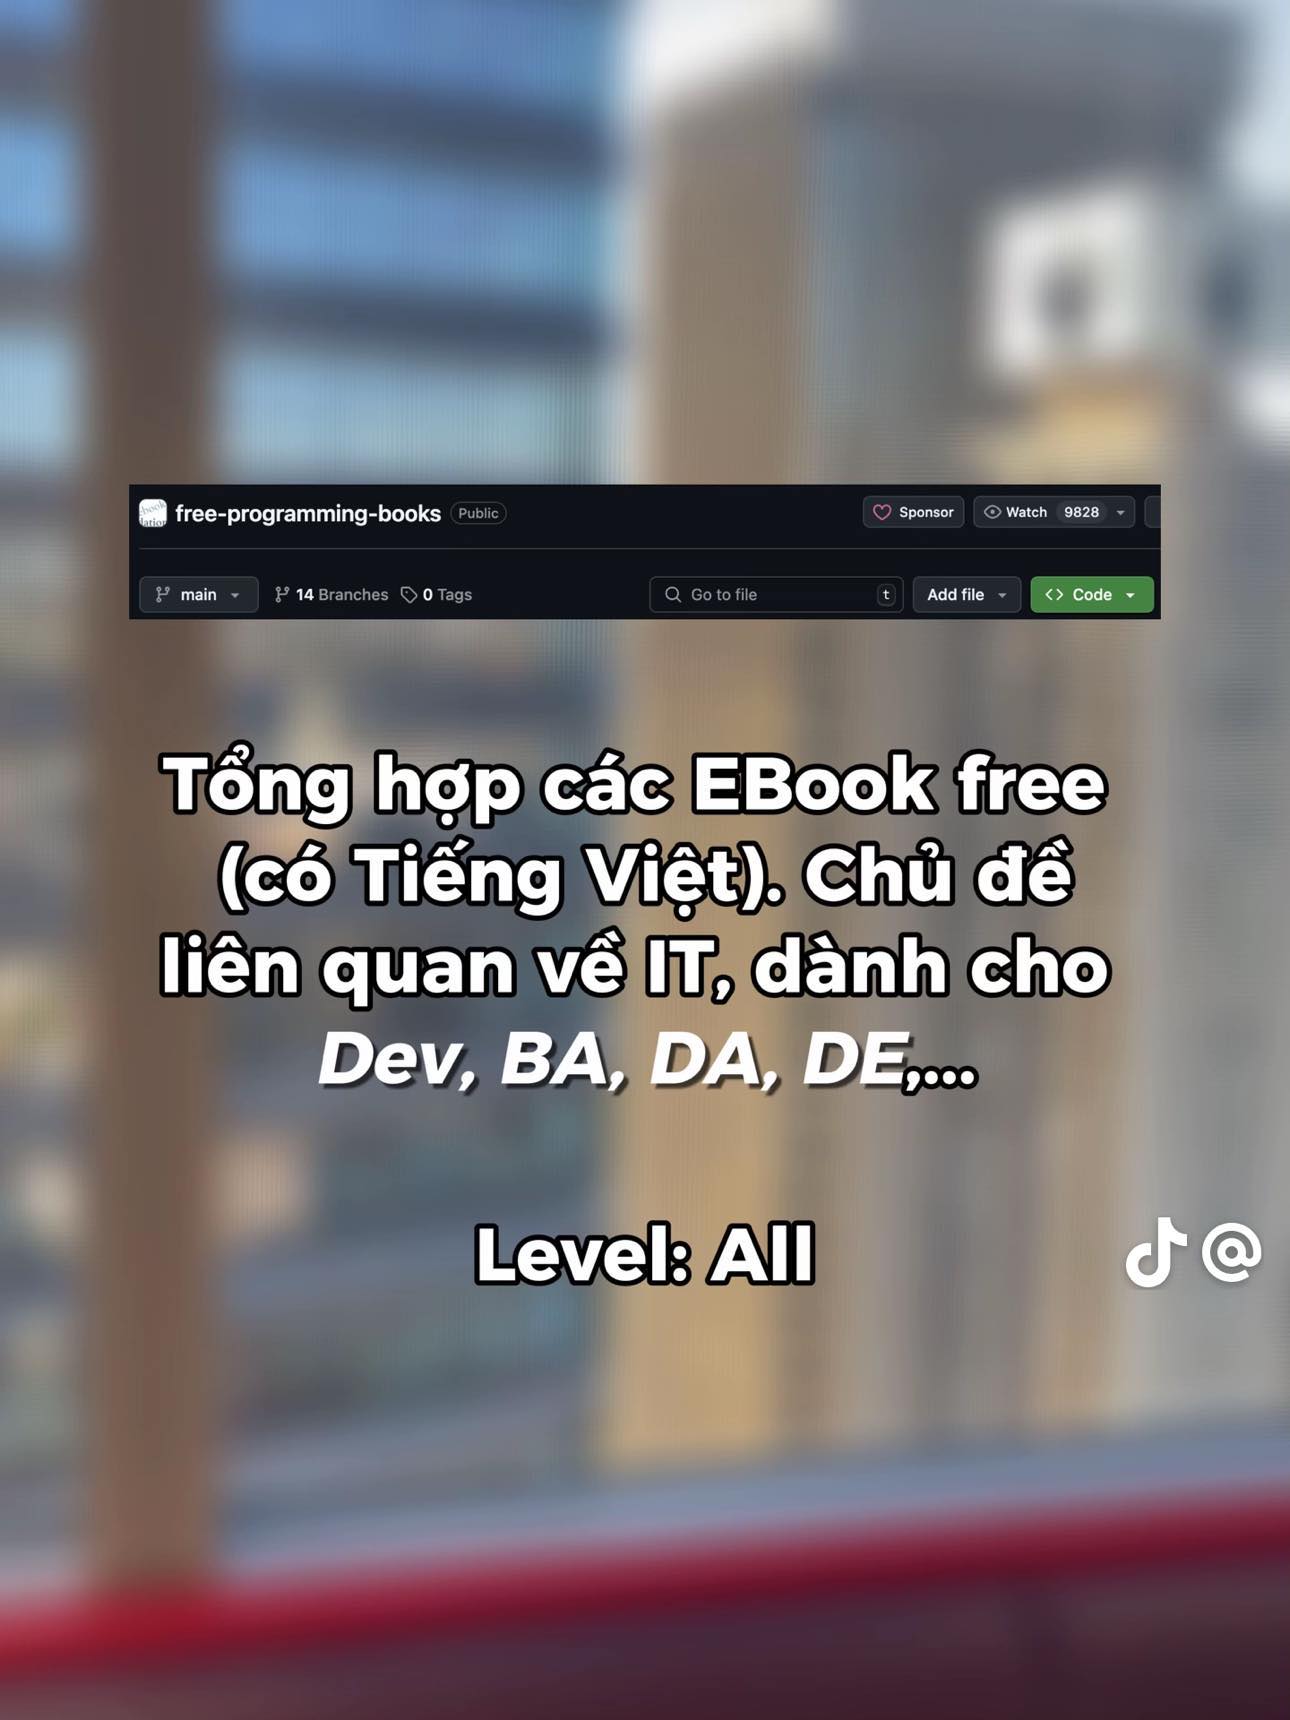 free-programming-books Public Sponsor Watch 9828
main 14 Branches 0 Tags Go to file t Add file Code
Tổng hợp các EBook free
(có Tiếng Việt). Chủ đề
liên quan về IT, dành cho
Dev, BA, DA, DE,...
Level: All
@